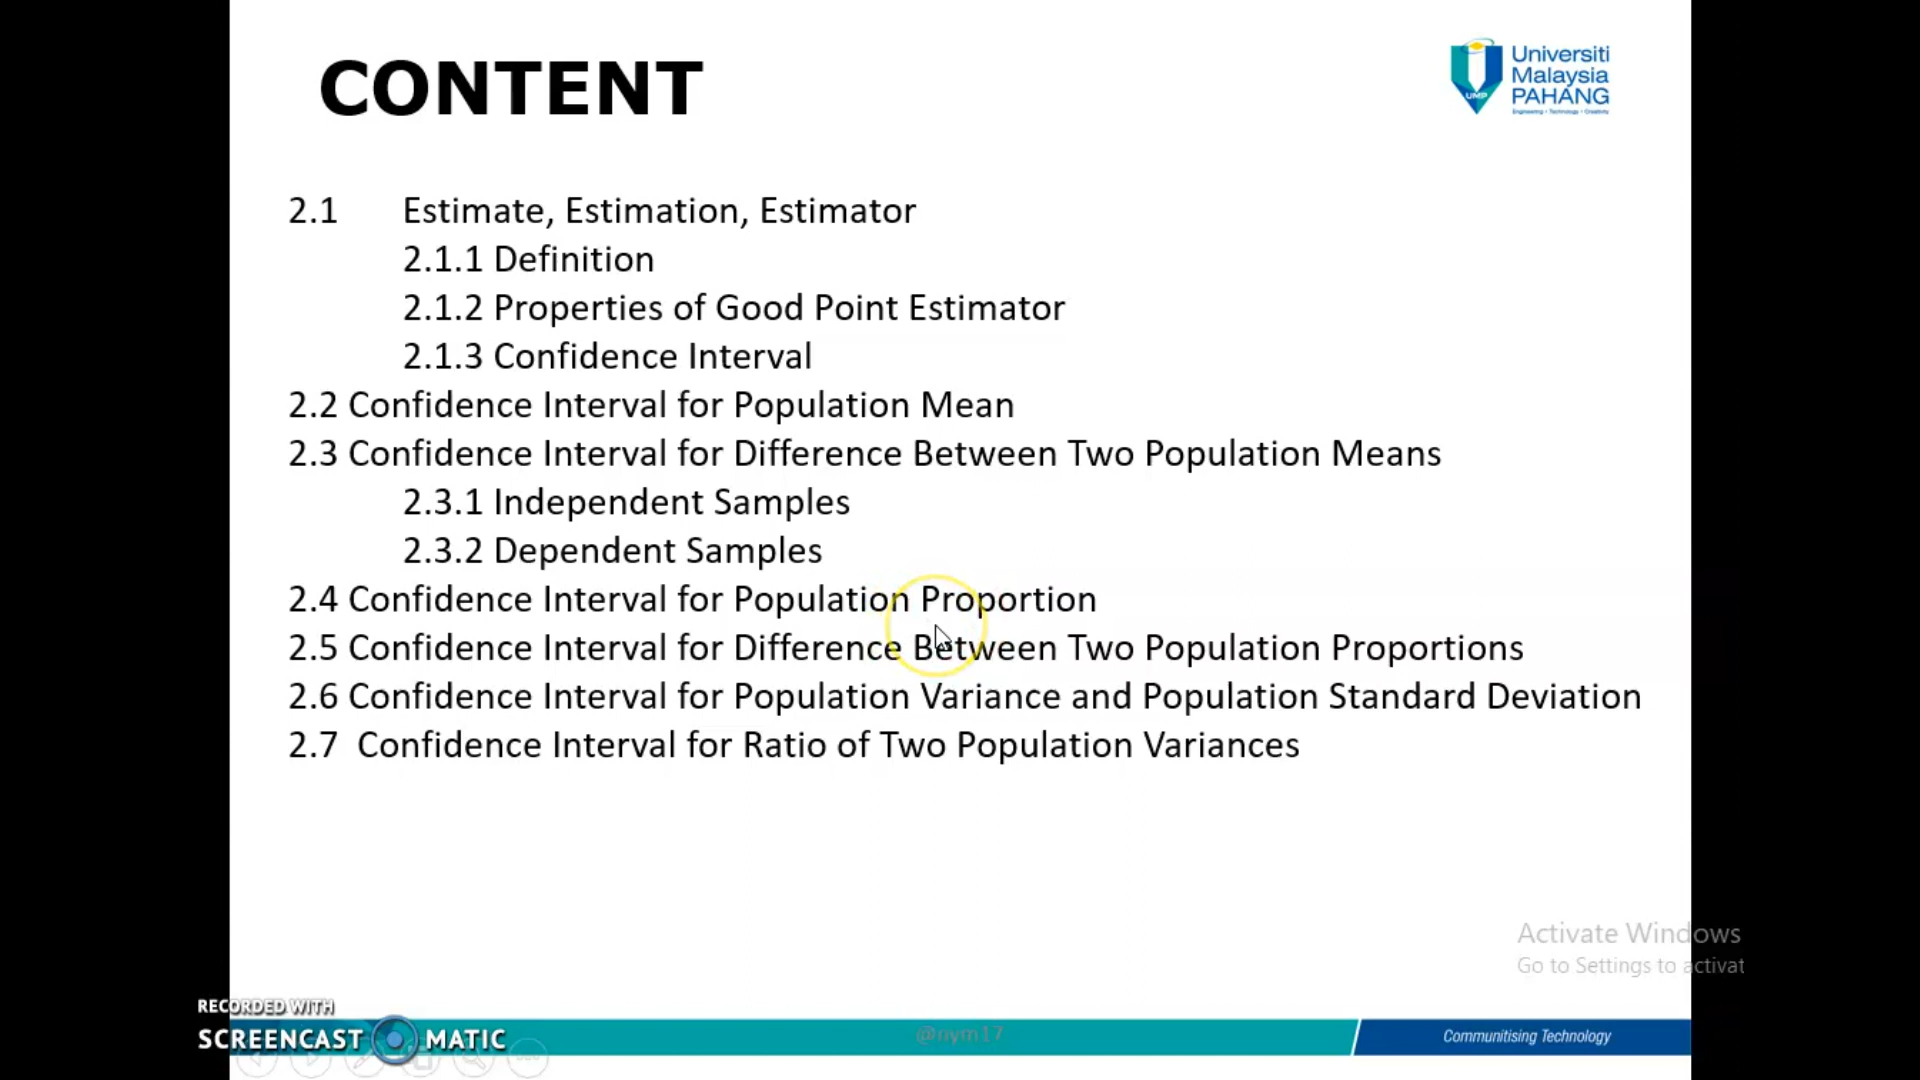 CONTENT
Universiti
Malaysia
PAHANG
UMP
Engineering • Technology • Creativity
2.1 Estimate, Estimation, Estimator
2.1.1 Definition
2.1.2 Properties of Good Point Estimator
2.1.3 Confidence Interval
2.2 Confidence Interval for Population Mean
2.3 Confidence Interval for Difference Between Two Population Means
2.3.1 Independent Samples
2.3.2 Dependent Samples
2.4 Confidence Interval for Population Proportion
2.5 Confidence Interval for Difference Between Two Population Proportions
2.6 Confidence Interval for Population Variance and Population Standard Deviation
2.7 Confidence Interval for Ratio of Two Population Variances
Activate Windows
Go to Settings to activat
RECORDED WITH
SCREENCAST MATIC
@nym17
Communitising Technology